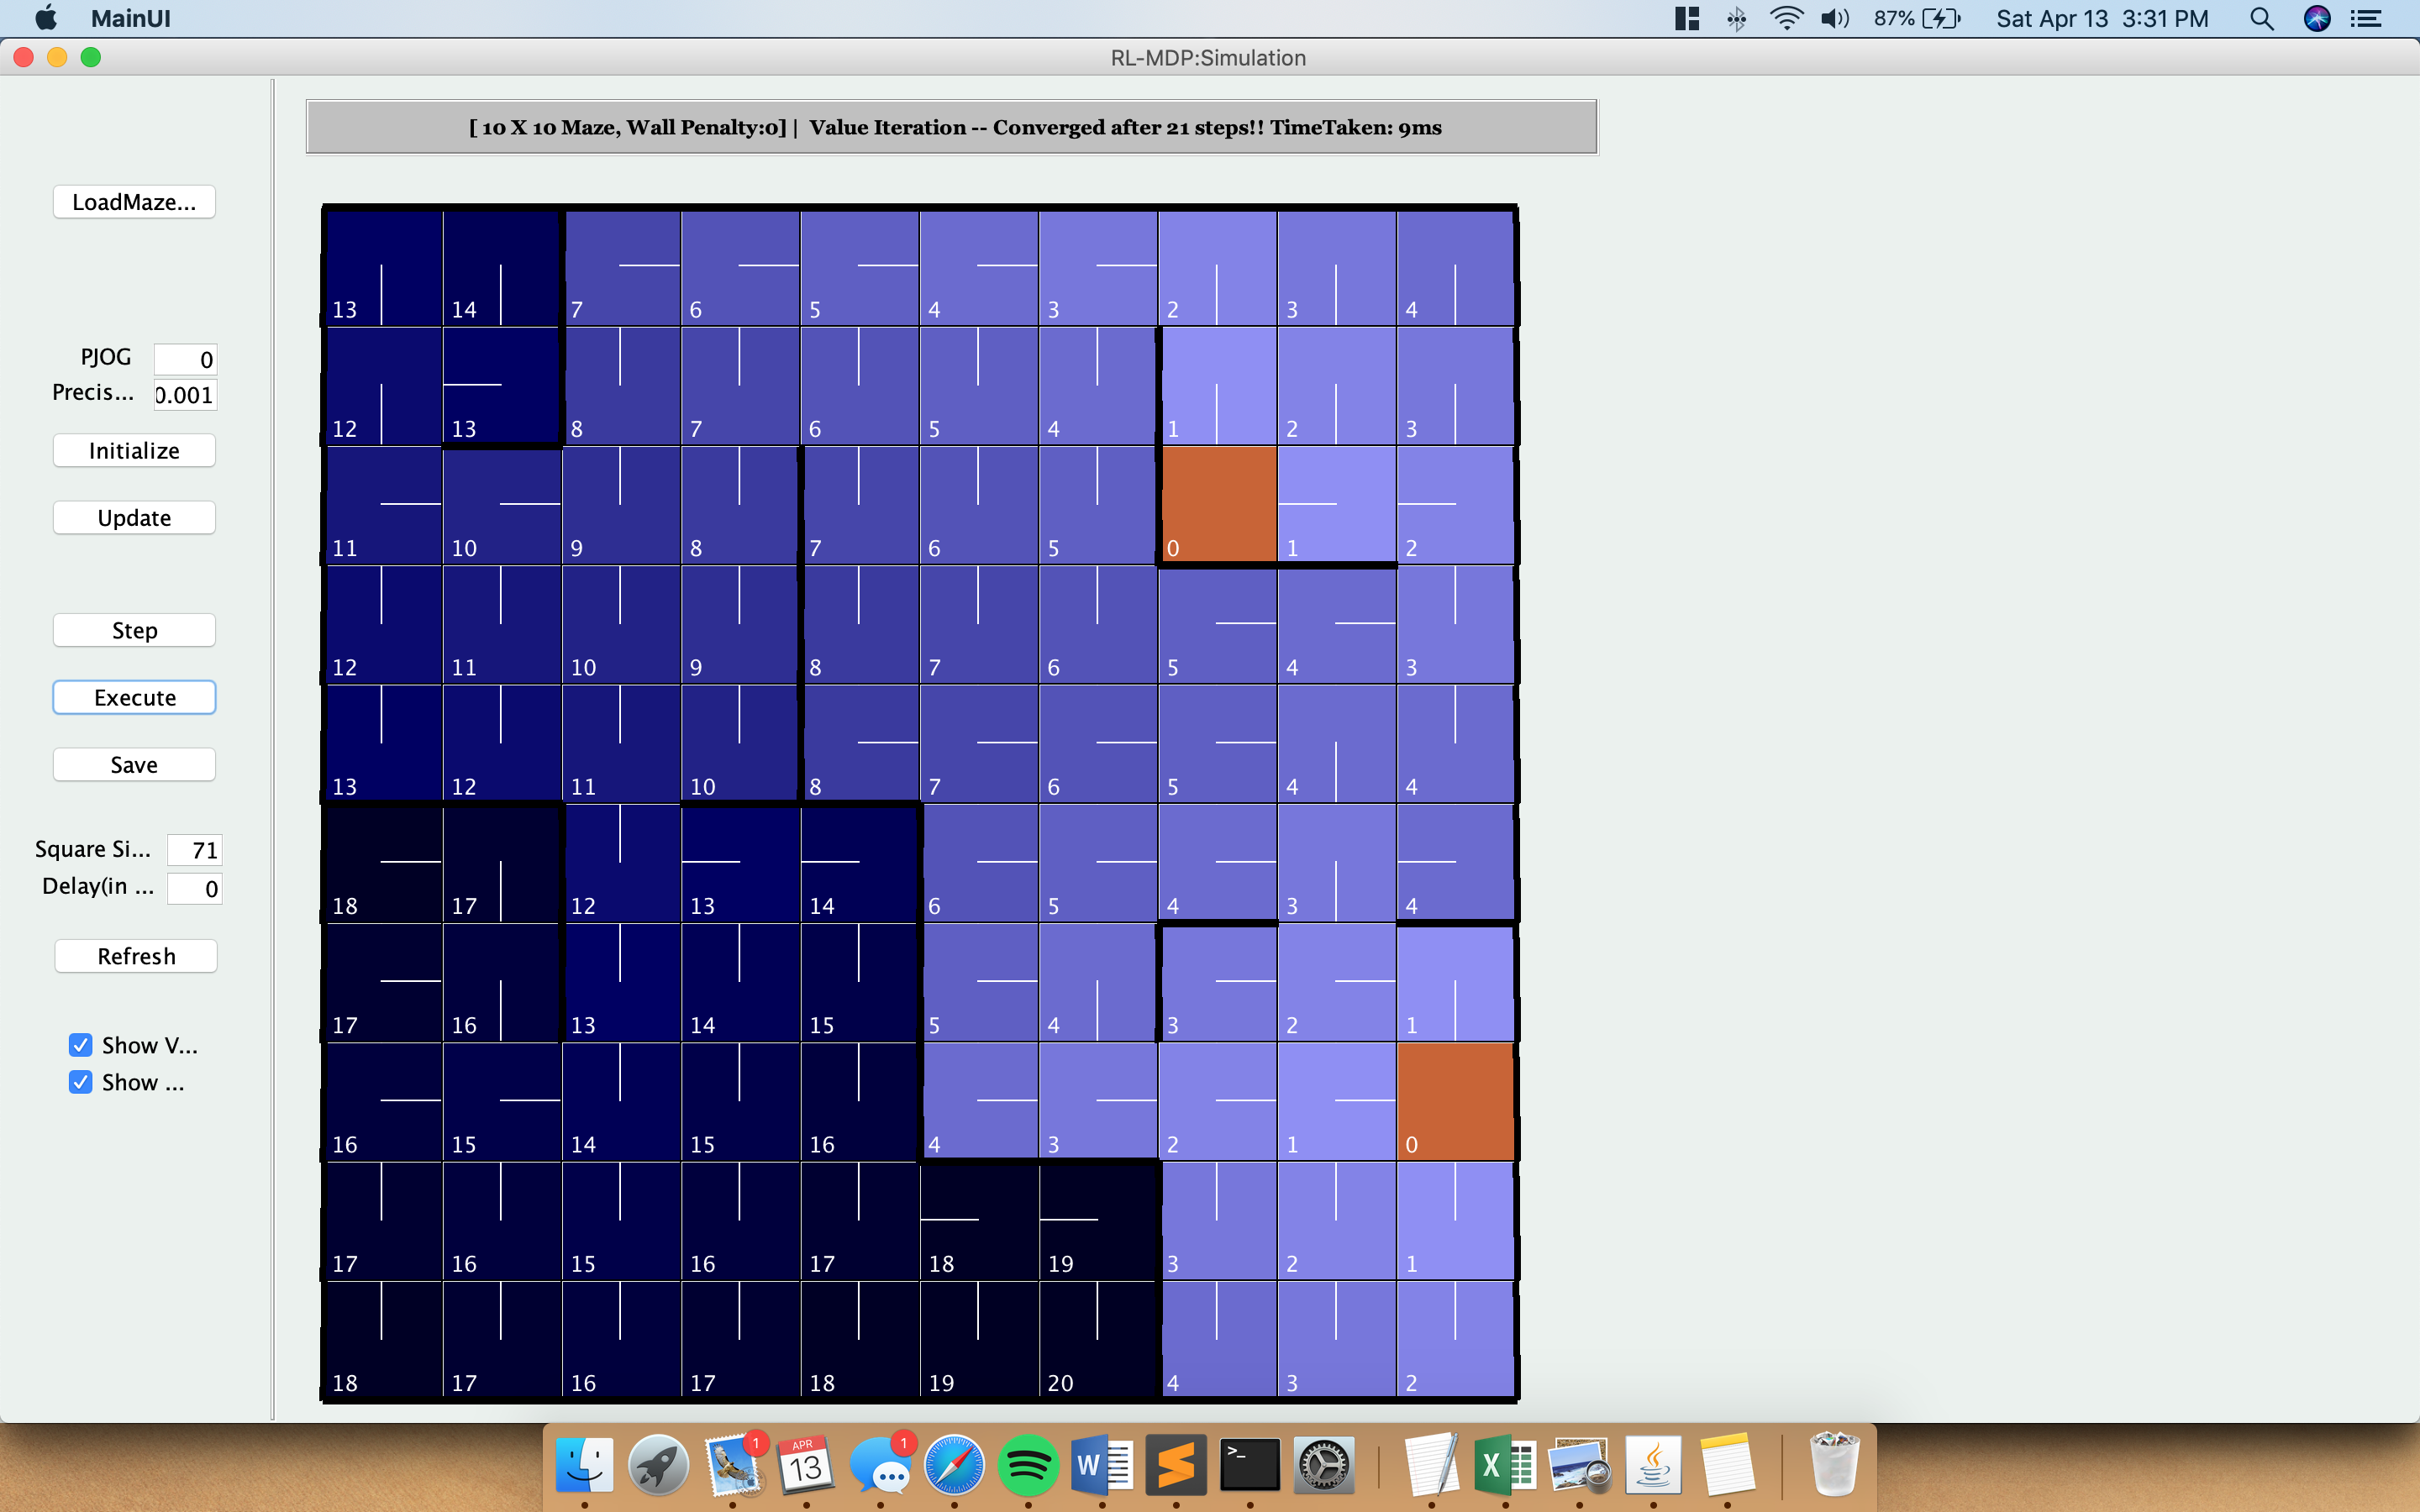 MainUI
87%
Sat Apr 13 3:31 PM
RL-MDP:Simulation
[ 10 X 10 Maze, Wall Penalty:0] | Value Iteration -- Converged after 21 steps!! TimeTaken: 9ms
LoadMaze...
PJOG 0
Precis... 0.001
Initialize
Update
Step
Execute
Save
Square Si... 71
Delay(in ... 0
Refresh
Show V...
Show ...
13 14 7 6 5 4 3 2 3 4
12 13 8 7 6 5 4 1 2 3
11 10 9 8 7 6 5 0 1 2
12 11 10 9 8 7 6 5 4 3
13 12 11 10 8 7 6 5 4 4
18 17 12 13 14 6 5 4 3 4
17 16 13 14 15 5 4 3 2 1
16 15 14 15 16 4 3 2 1 0
17 16 15 16 17 18 19 3 2 1
18 17 16 17 18 19 20 4 3 2
1
APR
13
1
W
>_
X